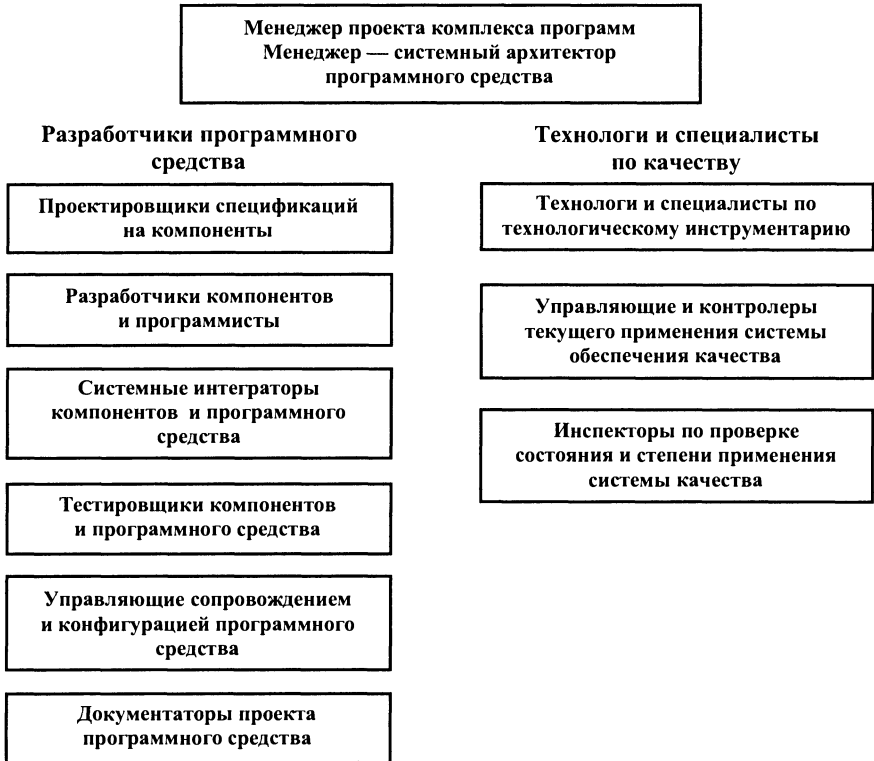 Менеджер проекта комплекса программ
Менеджер — системный архитектор
программного средства
Разработчики программного
средства
Проектировщики спецификаций
на компоненты
Разработчики компонентов
и программисты
Системные интеграторы
компонентов и программного
средства
Тестировщики компонентов
и программного средства
Управляющие сопровождением
и конфигурацией программного
средства
Документаторы проекта
программного средства
Технологи и специалисты
по качеству
Технологи и специалисты по
технологическому инструментарию
Управляющие и контролеры
текущего применения системы
обеспечения качества
Инспекторы по проверке
состояния и степени применения
системы качества